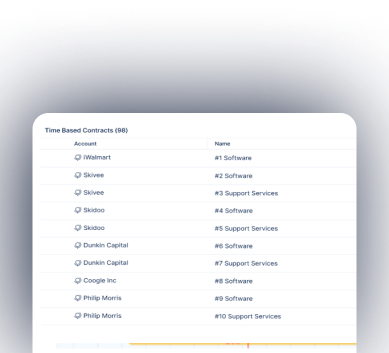 Time Based Contracts (98)
Account Name
iWalmart #1 Software
Skivee #2 Software
Skivee #3 Support Services
Skidoo #4 Software
Skidoo #5 Support Services
Dunkin Capital #6 Software
Dunkin Capital #7 Support Services
Coogle Inc #8 Software
Philip Morris #9 Software
Philip Morris #10 Support Services